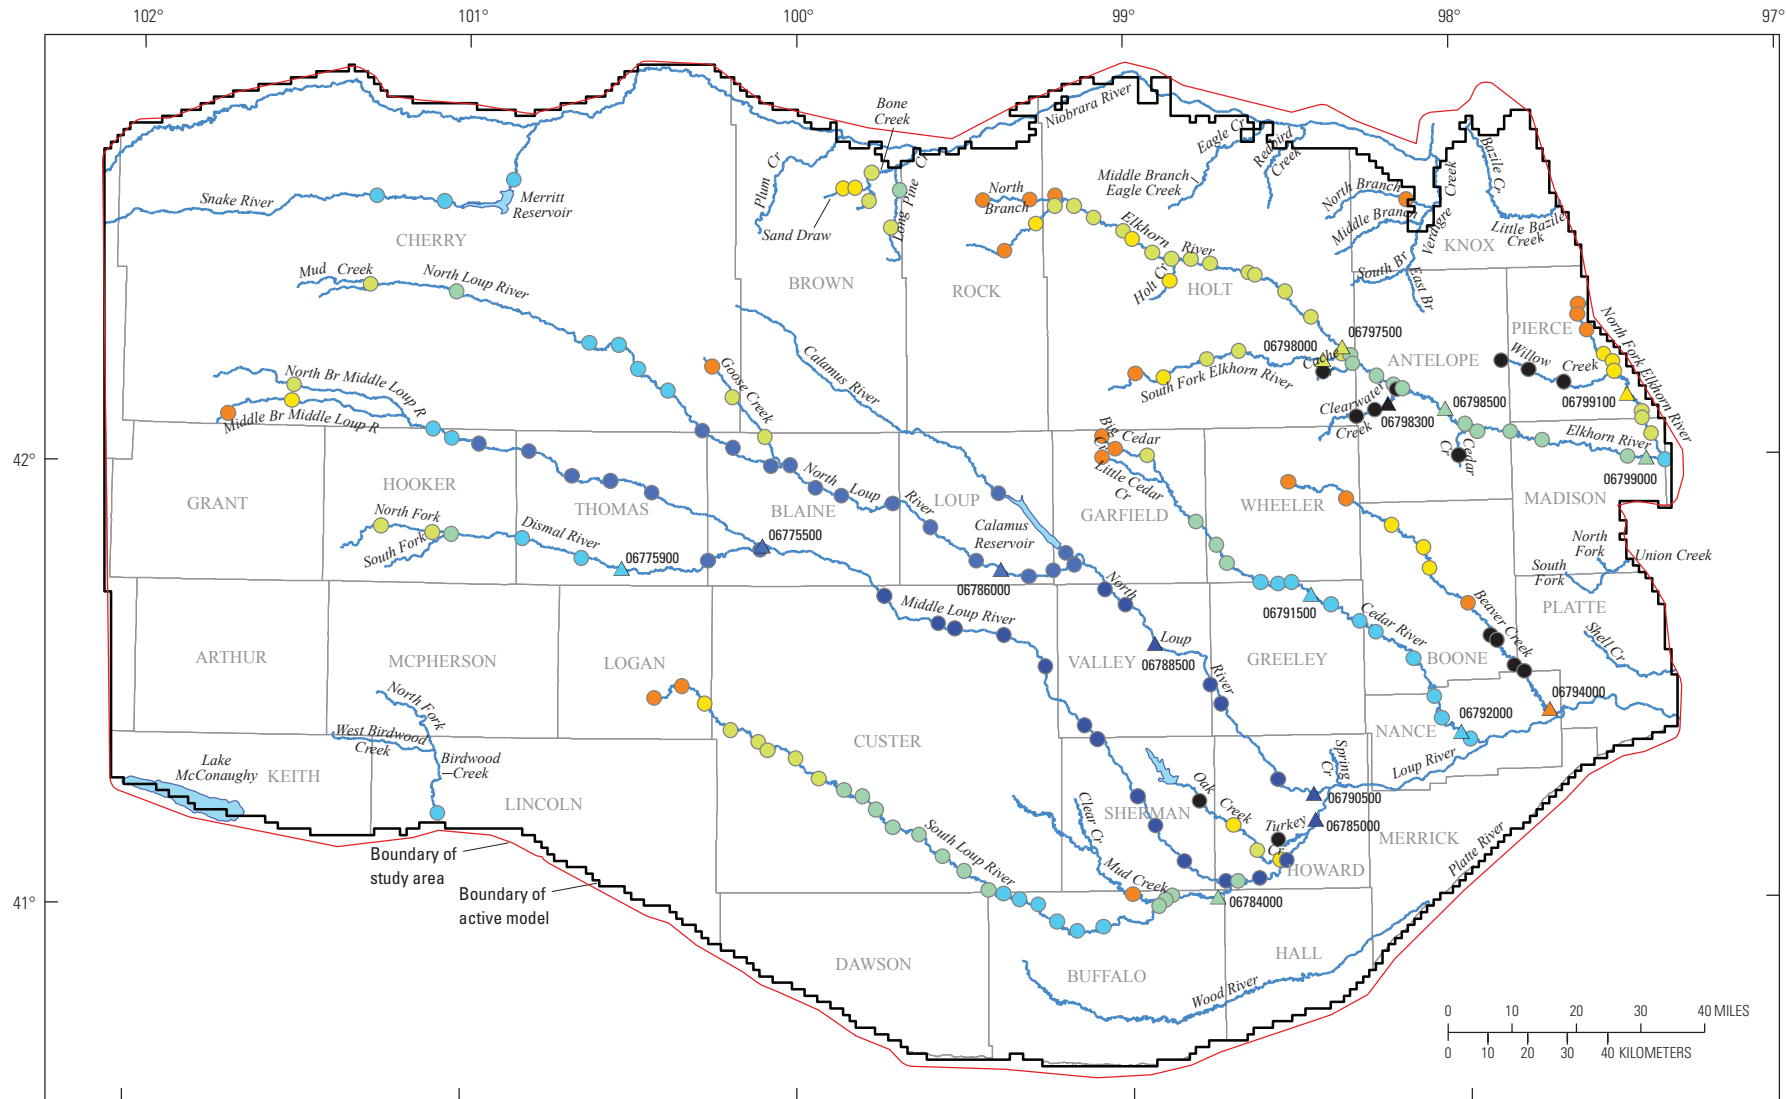 102°
101°
100°
99°
98°
97°
42°
41°
Bone
Creek
Plum Cr
Sand Draw
Long Pine
Cr
Niobrara River
Eagle Cr
Redbird
Creek
Middle Branch
Eagle Creek
North Branch
Middle Branch
South Br
East Br
Verdigre
Creek
Bazile Cr
Little Bazile
Creek
KNOX
Snake River
Merritt
Reservoir
CHERRY
Mud Creek
North Loup River
BROWN
North
Branch
ROCK
Elkhorn River
Holt Cr
HOLT
06797500
06798000
Cache
ANTELOPE
PIERCE
North Fork Elkhorn River
Willow Creek
06799100
South Fork Elkhorn River
Clearwater
Creek
06798300
06798500
Cedar
Cr
Elkhorn River
06799000
MADISON
North Br Middle Loup R
Middle Br Middle Loup R
Goose Creek
Calamus River
Big Cedar
Cr
Little Cedar
Cr
GRANT
HOOKER
THOMAS
BLAINE
North Loup River
LOUP
GARFIELD
WHEELER
North Fork
South Fork
Dismal River
06775900
06775500
Calamus
Reservoir
06786000
North
Fork
South
Fork
Union Creek
PLATTE
Shell Cr
Beaver Creek
06791500
Cedar River
BOONE
Middle Loup River
ARTHUR
MCPHERSON
LOGAN
VALLEY
North
Loup
River
06788500
GREELEY
06794000
NANCE
06792000
Loup River
North Fork
West Birdwood
Creek
Birdwood
Creek
Lake
McConaughy
KEITH
LINCOLN
CUSTER
Spring
Cr
Oak Creek
SHERMAN
Turkey
Cr
06790500
06785000
MERRICK
HOWARD
Platte River
Clear Cr
Mud Creek
06784000
South Loup River
Boundary of
study area
Boundary of
active model
DAWSON
BUFFALO
HALL
Wood River
0 10 20 30 40 MILES
0 10 20 30 40 KILOMETERS